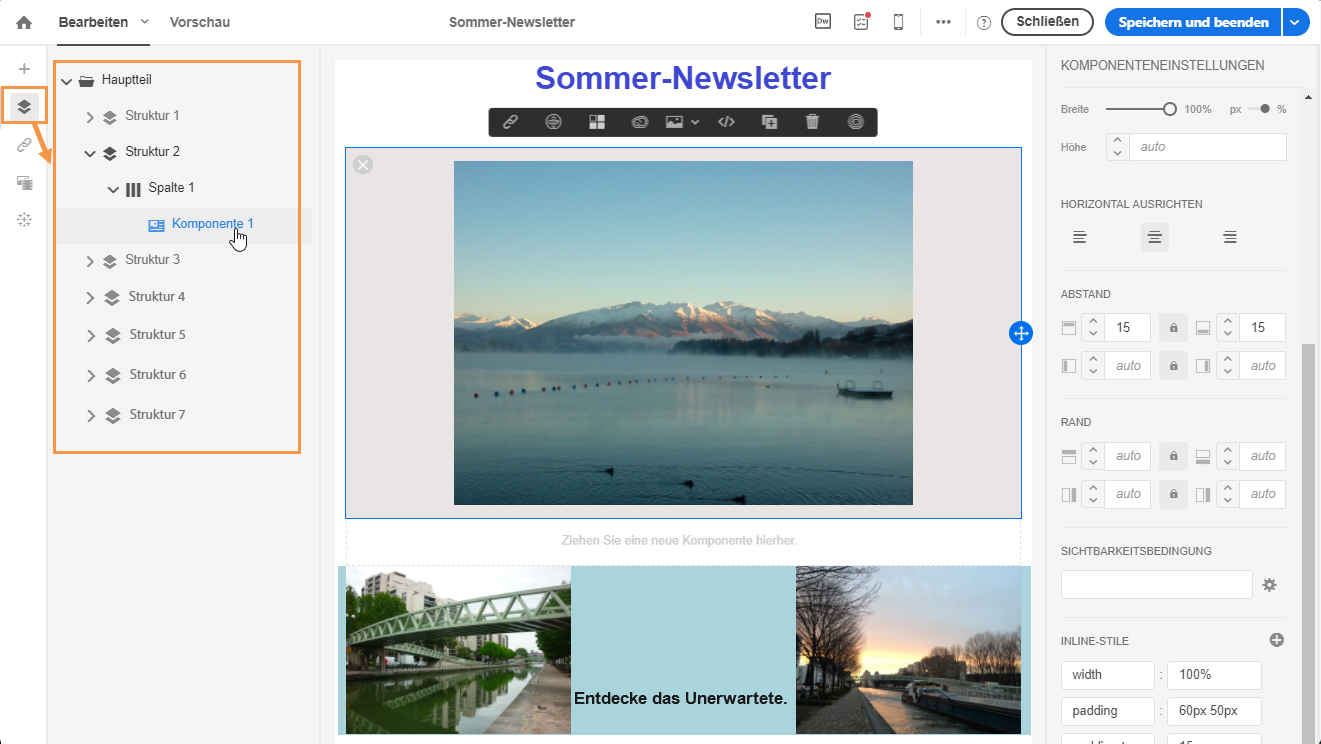 Bearbeiten
Vorschau
Sommer-Newsletter
Dw
Schließen
Speichern und beenden
Hauptteil
Struktur 1
Struktur 2
Spalte 1
Komponente 1
Struktur 3
Struktur 4
Struktur 5
Struktur 6
Struktur 7
Sommer-Newsletter
Ziehen Sie eine neue Komponente hierher.
Entdecke das Unerwartete.
KOMPONENTENEINSTELLUNGEN
Breite 100% px %
Höhe auto
HORIZONTAL AUSRICHTEN
ABSTAND
15 15
auto auto
RAND
auto auto
auto auto
SICHTBARKEITSBEDINGUNG
INLINE-STILE
width : 100%
padding : 60px 50px